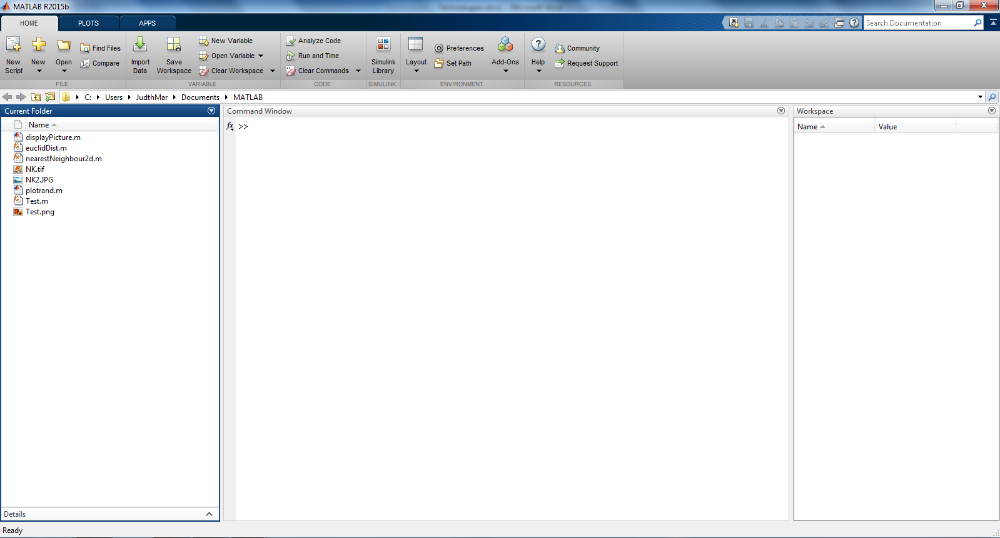 MATLAB R2015b
HOME PLOTS APPS
Search Documentation
New Script
New
Open
Find Files
Compare
Import Data
Save Workspace
New Variable
Open Variable
Clear Workspace
Analyze Code
Run and Time
Clear Commands
Simulink Library
Layout
Preferences
Set Path
Add-Ons
Help
Community
Request Support
FILE VARIABLE CODE SIMULINK ENVIRONMENT RESOURCES
C: Users JudthMar Documents MATLAB
Current Folder
Name
displayPicture.m
euclidDist.m
nearestNeighbour2d.m
NK.tif
NK2.JPG
plotrand.m
Test.m
Test.png
Details
Command Window
fx >>
Workspace
Name Value
Ready